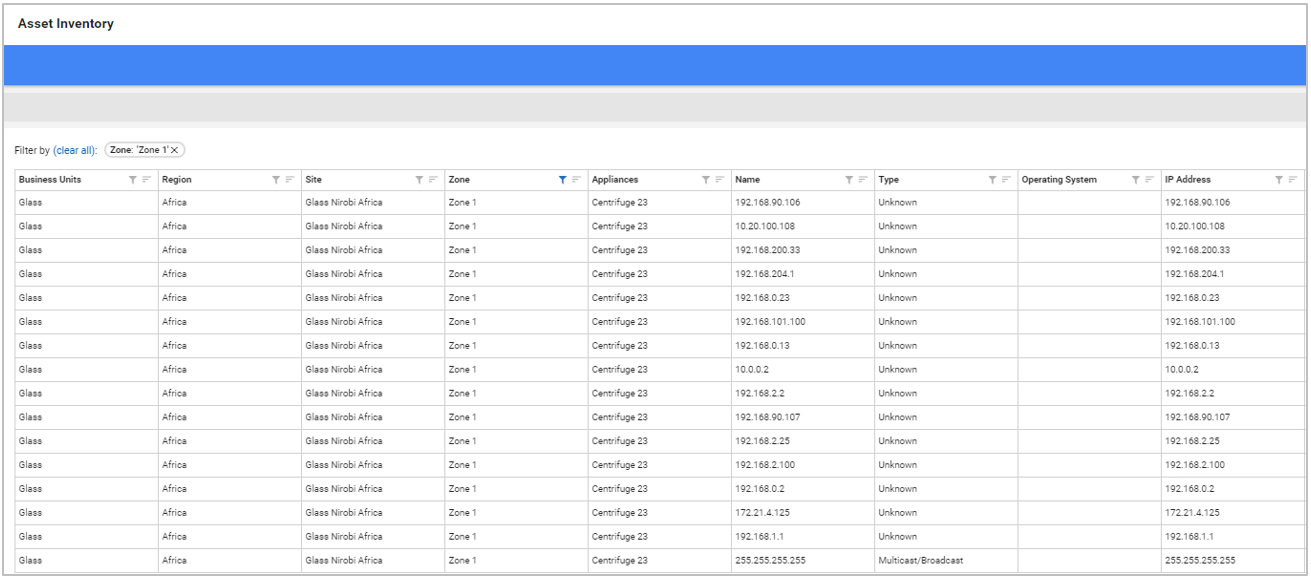 Asset Inventory
Filter by (clear all): Zone: 'Zone 1' ✕
Business Units Region Site Zone Appliances Name Type Operating System IP Address
Glass Africa Glass Nirobi Africa Zone 1 Centrifuge 23 192.168.90.106 Unknown 192.168.90.106
Glass Africa Glass Nirobi Africa Zone 1 Centrifuge 23 10.20.100.108 Unknown 10.20.100.108
Glass Africa Glass Nirobi Africa Zone 1 Centrifuge 23 192.168.200.33 Unknown 192.168.200.33
Glass Africa Glass Nirobi Africa Zone 1 Centrifuge 23 192.168.204.1 Unknown 192.168.204.1
Glass Africa Glass Nirobi Africa Zone 1 Centrifuge 23 192.168.0.23 Unknown 192.168.0.23
Glass Africa Glass Nirobi Africa Zone 1 Centrifuge 23 192.168.101.100 Unknown 192.168.101.100
Glass Africa Glass Nirobi Africa Zone 1 Centrifuge 23 192.168.0.13 Unknown 192.168.0.13
Glass Africa Glass Nirobi Africa Zone 1 Centrifuge 23 10.0.0.2 Unknown 10.0.0.2
Glass Africa Glass Nirobi Africa Zone 1 Centrifuge 23 192.168.2.2 Unknown 192.168.2.2
Glass Africa Glass Nirobi Africa Zone 1 Centrifuge 23 192.168.90.107 Unknown 192.168.90.107
Glass Africa Glass Nirobi Africa Zone 1 Centrifuge 23 192.168.2.25 Unknown 192.168.2.25
Glass Africa Glass Nirobi Africa Zone 1 Centrifuge 23 192.168.2.100 Unknown 192.168.2.100
Glass Africa Glass Nirobi Africa Zone 1 Centrifuge 23 192.168.0.2 Unknown 192.168.0.2
Glass Africa Glass Nirobi Africa Zone 1 Centrifuge 23 172.21.4.125 Unknown 172.21.4.125
Glass Africa Glass Nirobi Africa Zone 1 Centrifuge 23 192.168.1.1 Unknown 192.168.1.1
Glass Africa Glass Nirobi Africa Zone 1 Centrifuge 23 255.255.255.255 Multicast/Broadcast 255.255.255.255